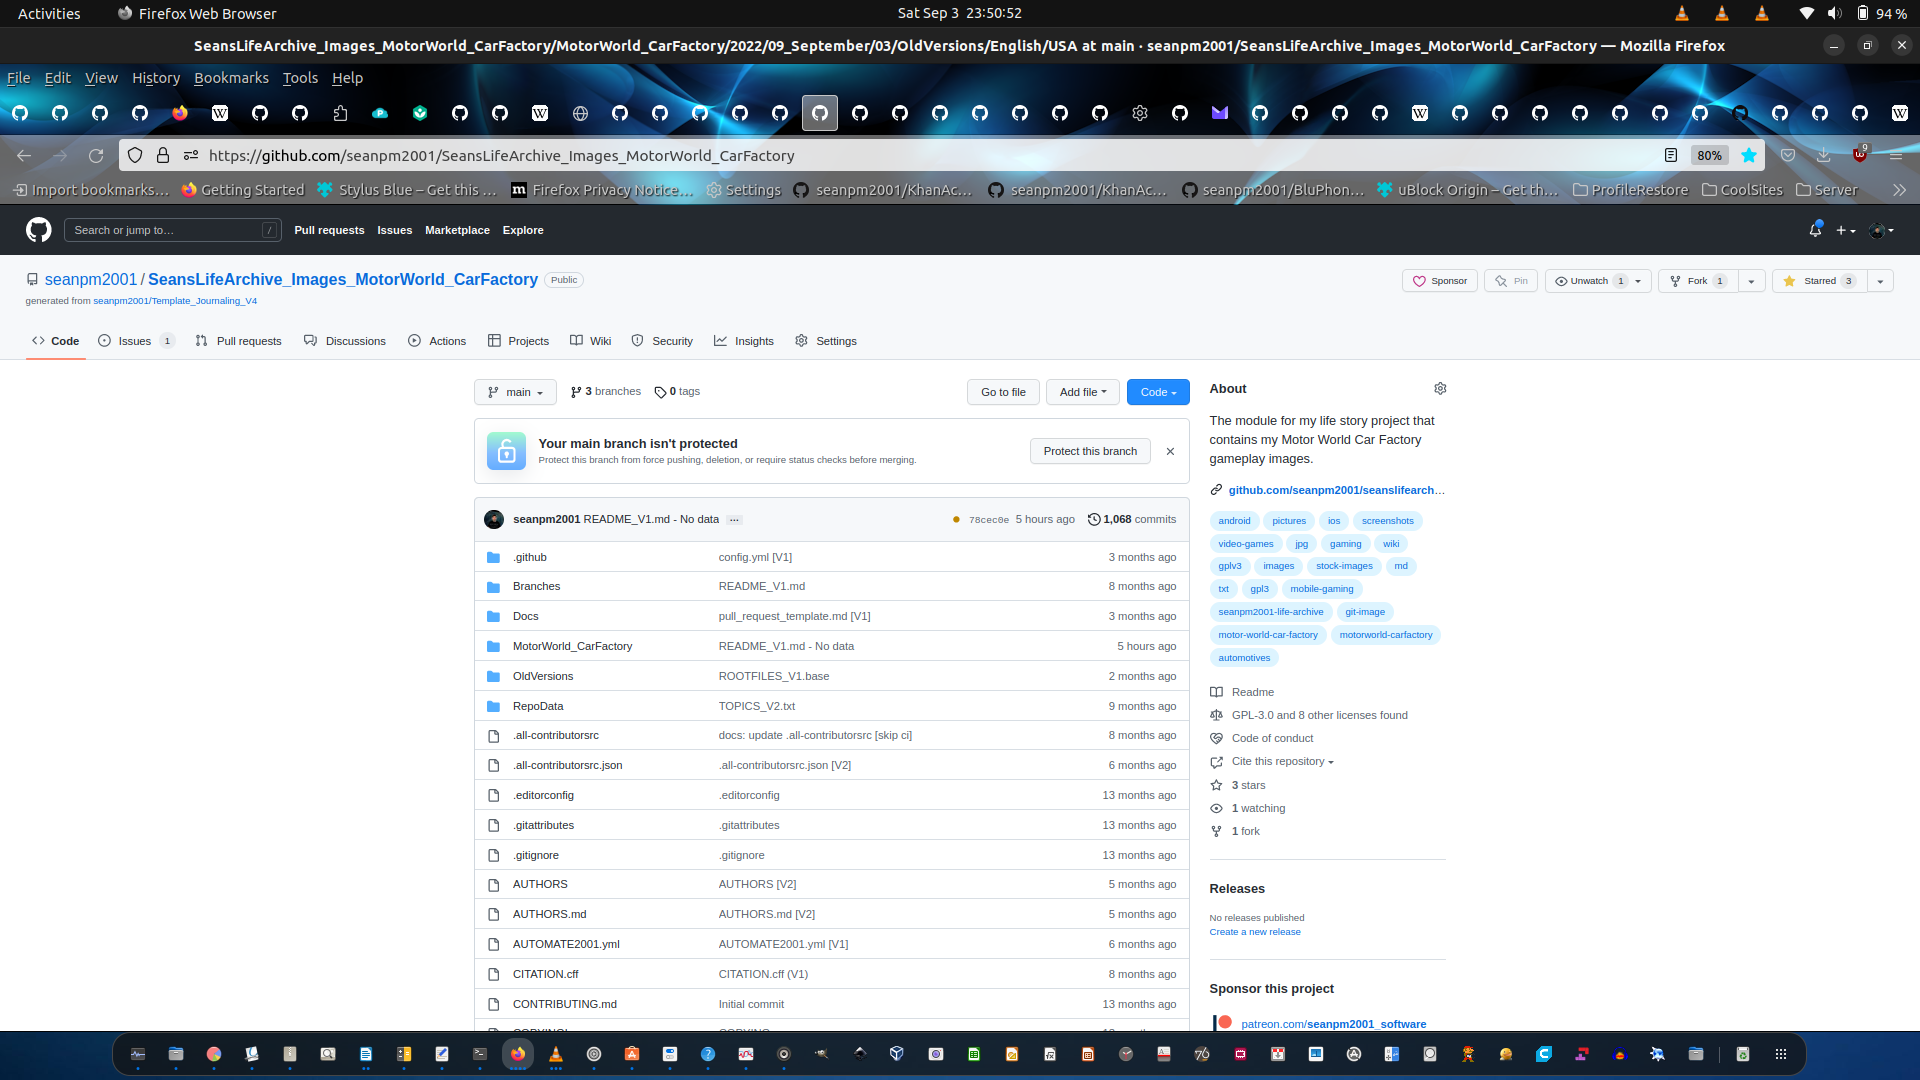 Activities
Firefox Web Browser
Sat Sep 3 23:50:52
94 %
SeansLifeArchive_Images_MotorWorld_CarFactory/MotorWorld_CarFactory/2022/09_September/03/OldVersions/English/USA at main · seanpm2001/SeansLifeArchive_Images_MotorWorld_CarFactory — Mozilla Firefox
File Edit View History Bookmarks Tools Help
https://github.com/seanpm2001/SeansLifeArchive_Images_MotorWorld_CarFactory
80%
9
Import bookmarks… Getting Started Stylus Blue – Get this … Firefox Privacy Notice… Settings seanpm2001/KhanAc… seanpm2001/KhanAc… seanpm2001/BluPhon… uBlock Origin – Get th… ProfileRestore CoolSites Server
Search or jump to… /
Pull requests Issues Marketplace Explore
seanpm2001 / SeansLifeArchive_Images_MotorWorld_CarFactory Public
generated from seanpm2001/Template_Journaling_V4
Sponsor Pin Unwatch 1 Fork 1 Starred 3
Code Issues 1 Pull requests Discussions Actions Projects Wiki Security Insights Settings
main 3 branches 0 tags Go to file Add file Code
Your main branch isn't protected
Protect this branch from force pushing, deletion, or require status checks before merging.
Protect this branch
seanpm2001 README_V1.md - No data … 78cec0e 5 hours ago 1,068 commits
.github config.yml [V1] 3 months ago
Branches README_V1.md 8 months ago
Docs pull_request_template.md [V1] 3 months ago
MotorWorld_CarFactory README_V1.md - No data 5 hours ago
OldVersions ROOTFILES_V1.base 2 months ago
RepoData TOPICS_V2.txt 9 months ago
.all-contributorsrc docs: update .all-contributorsrc [skip ci] 8 months ago
.all-contributorsrc.json .all-contributorsrc.json [V2] 6 months ago
.editorconfig .editorconfig 13 months ago
.gitattributes .gitattributes 13 months ago
.gitignore .gitignore 13 months ago
AUTHORS AUTHORS [V2] 5 months ago
AUTHORS.md AUTHORS.md [V2] 5 months ago
AUTOMATE2001.yml AUTOMATE2001.yml [V1] 6 months ago
CITATION.cff CITATION.cff (V1) 8 months ago
CONTRIBUTING.md Initial commit 13 months ago
About
The module for my life story project that
contains my Motor World Car Factory
gameplay images.
github.com/seanpm2001/seanslifearch…
android pictures ios screenshots
video-games jpg gaming wiki
gplv3 images stock-images md
txt gpl3 mobile-gaming
seanpm2001-life-archive git-image
motor-world-car-factory motorworld-carfactory
automotives
Readme
GPL-3.0 and 8 other licenses found
Code of conduct
Cite this repository
3 stars
1 watching
1 fork
Releases
No releases published
Create a new release
Sponsor this project
patreon.com/seanpm2001_software